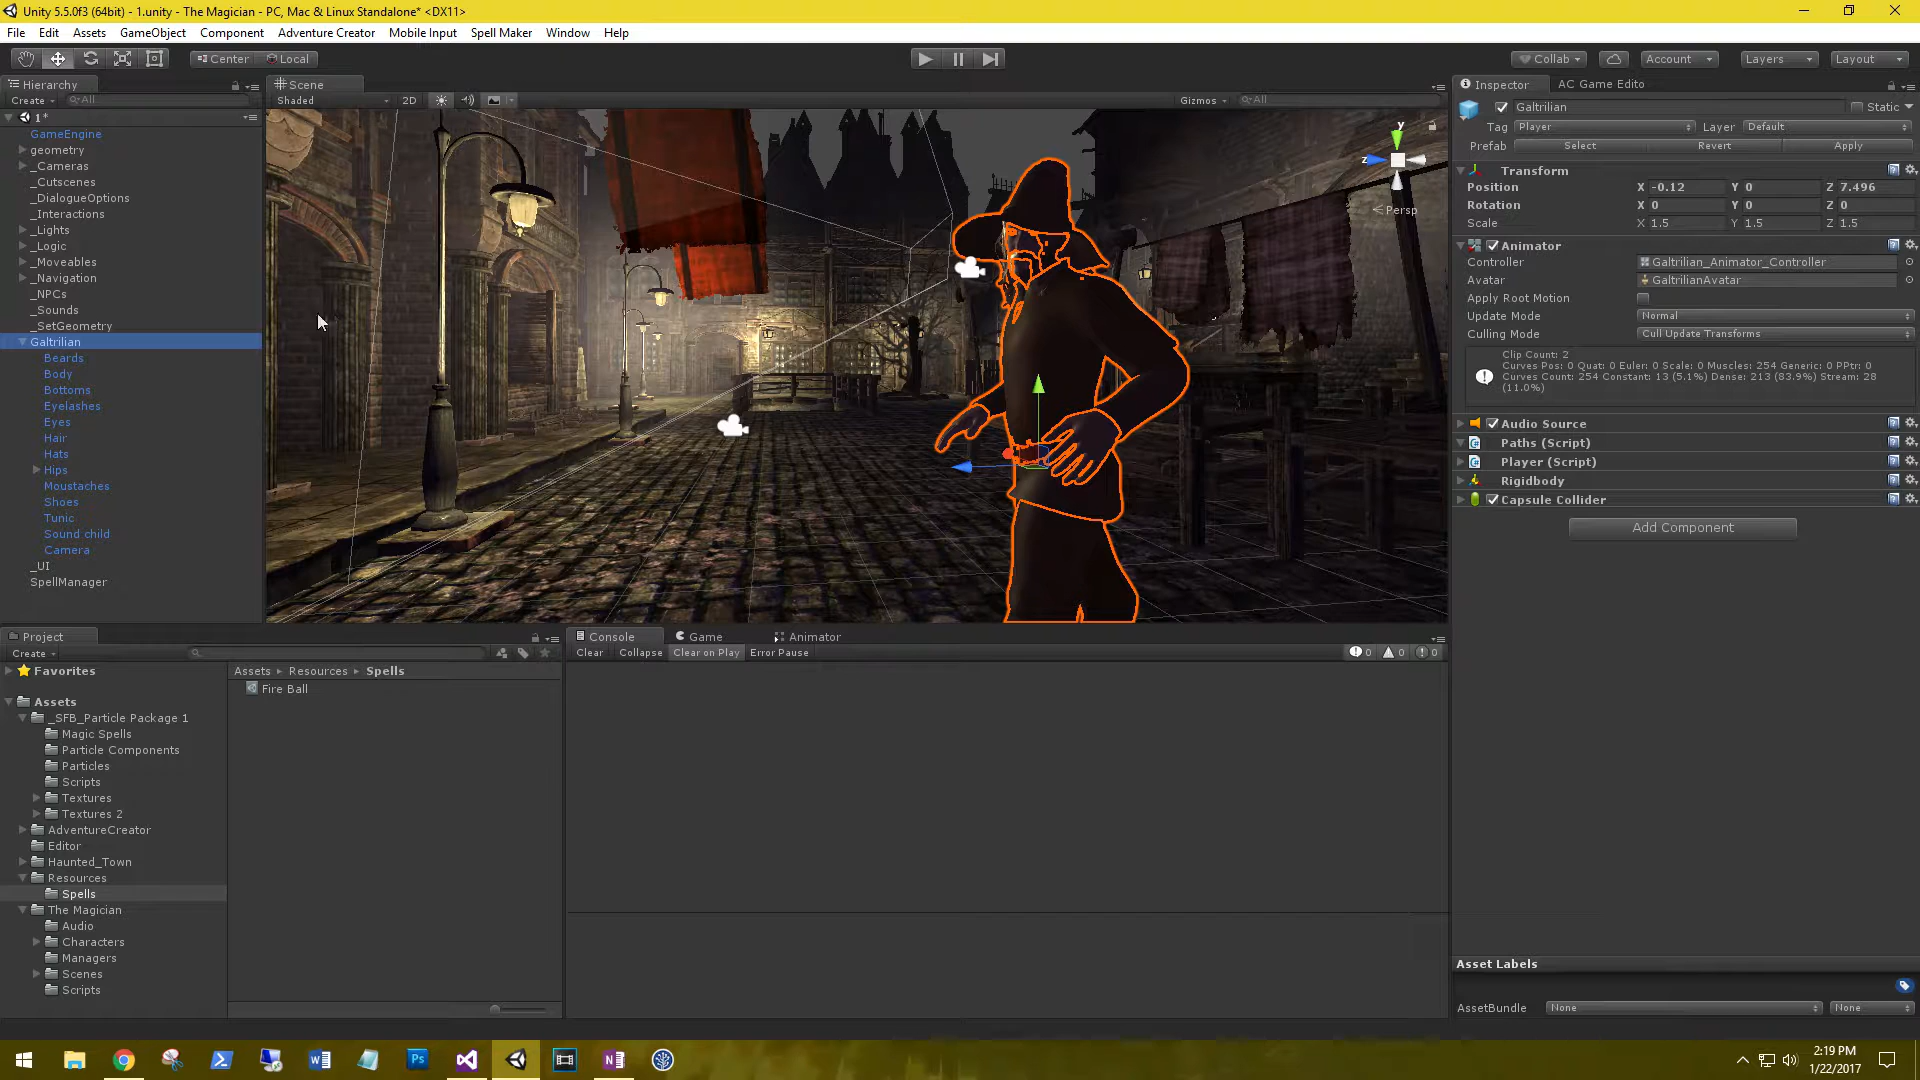 Unity 5.5.0f3 (64bit) - 1.unity - The Magician - PC, Mac & Linux Standalone* <DX11>
File Edit Assets GameObject Component Adventure Creator Mobile Input Spell Maker Window Help
Center Local
Collab Account Layers Layout
Hierarchy
Create All
1*
GameEngine
geometry
_Cameras
_Cutscenes
_DialogueOptions
_Interactions
_Lights
_Logic
_Moveables
_Navigation
_NPCs
_Sounds
_SetGeometry
Galtrilian
Beards
Body
Bottoms
Eyelashes
Eyes
Hair
Hats
Hips
Moustaches
Shoes
Tunic
Sound child
Camera
_UI
SpellManager
Scene
Shaded 2D Gizmos All
y
z
Persp
Inspector AC Game Edito
Galtrilian Static
Tag Player Layer Default
Prefab Select Revert Apply
Transform
Position X -0.12 Y 0 Z 7.496
Rotation X 0 Y 0 Z 0
Scale X 1.5 Y 1.5 Z 1.5
Animator
Controller Galtrilian_Animator_Controller
Avatar GaltrilianAvatar
Apply Root Motion
Update Mode Normal
Culling Mode Cull Update Transforms
Clip Count: 2
Curves Pos: 0 Quat: 0 Euler: 0 Scale: 0 Muscles: 254 Generic: 0 PPtr: 0
Curves Count: 254 Constant: 13 (5.1%) Dense: 213 (83.9%) Stream: 28
(11.0%)
Audio Source
Paths (Script)
Player (Script)
Rigidbody
Capsule Collider
Add Component
Asset Labels
AssetBundle None None
Project
Create
Favorites
Assets
_SFB_Particle Package 1
Magic Spells
Particle Components
Particles
Scripts
Textures
Textures 2
AdventureCreator
Editor
Haunted_Town
Resources
Spells
The Magician
Audio
Characters
Managers
Scenes
Scripts
Assets Resources Spells
Fire Ball
Console Game Animator
Clear Collapse Clear on Play Error Pause 0 0 0
2:19 PM
1/22/2017